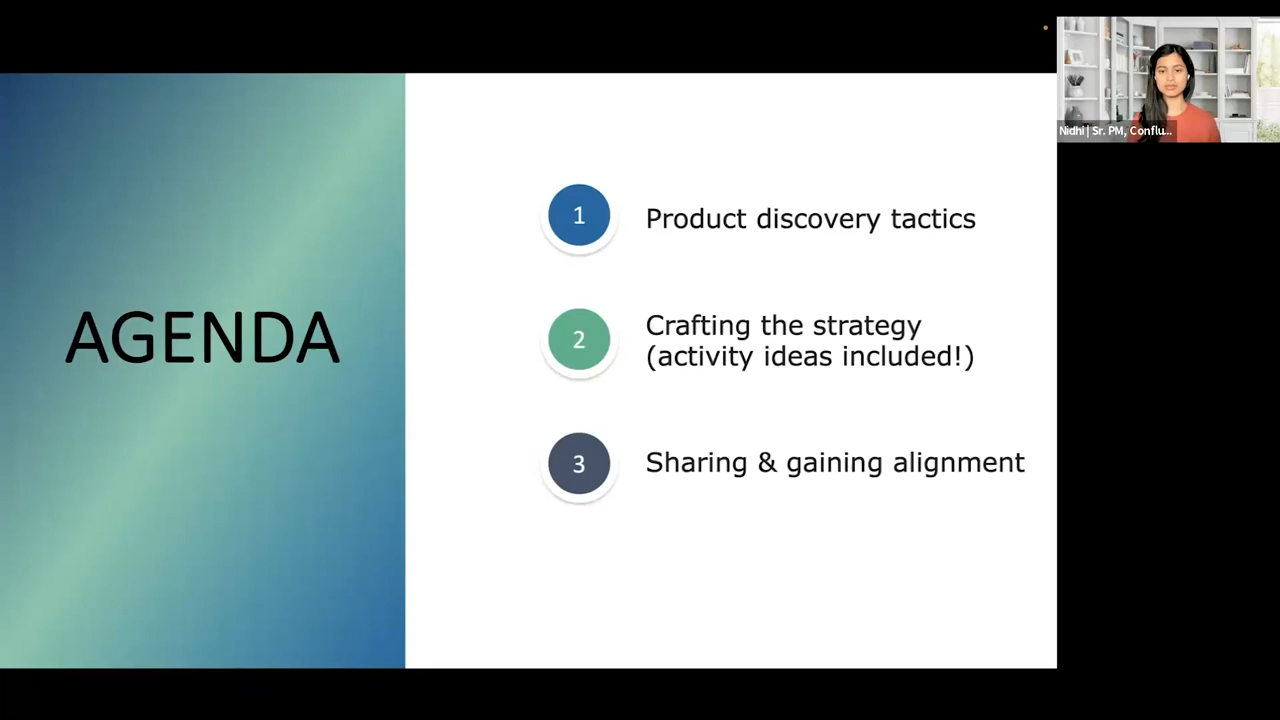 AGENDA
1
Product discovery tactics
2
Crafting the strategy
(activity ideas included!)
3
Sharing & gaining alignment
Nidhi | Sr. PM, Conflu...